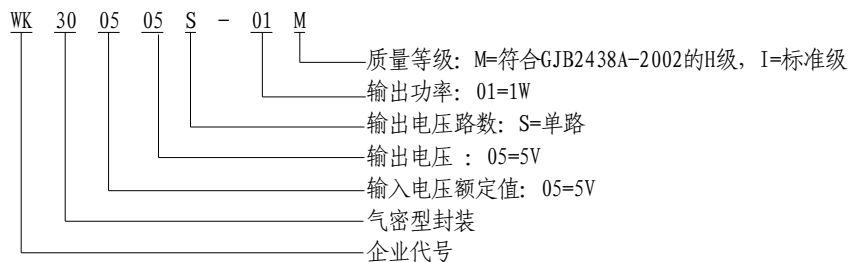 WK 30 05 05 S - 01 M
质量等级: M=符合GJB2438A-2002的H级, I=标准级
输出功率: 01=1W
输出电压路数: S=单路
输出电压 : 05=5V
输入电压额定值: 05=5V
气密型封装
企业代号